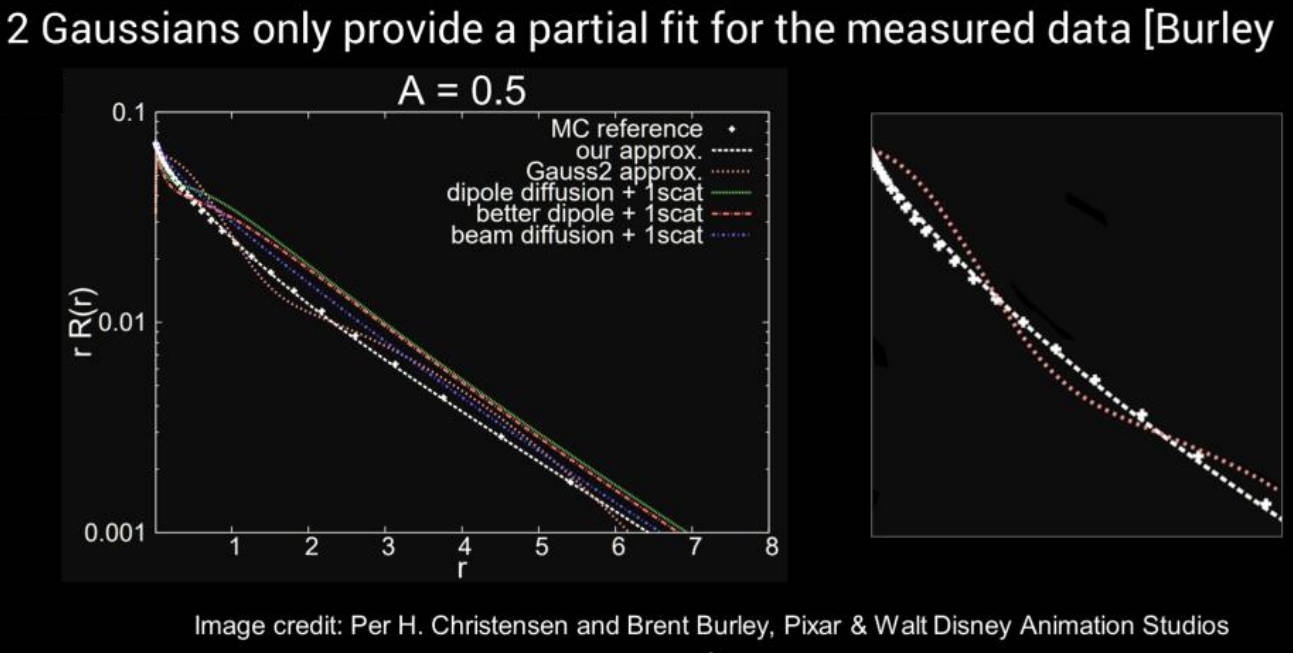 2 Gaussians only provide a partial fit for the measured data [Burley
A = 0.5
0.1
0.01
0.001
r R(r)
MC reference
our approx.
Gauss2 approx.
dipole diffusion + 1scat
better dipole + 1scat
beam diffusion + 1scat
1 2 3 4 5 6 7 8
r
Image credit: Per H. Christensen and Brent Burley, Pixar & Walt Disney Animation Studios